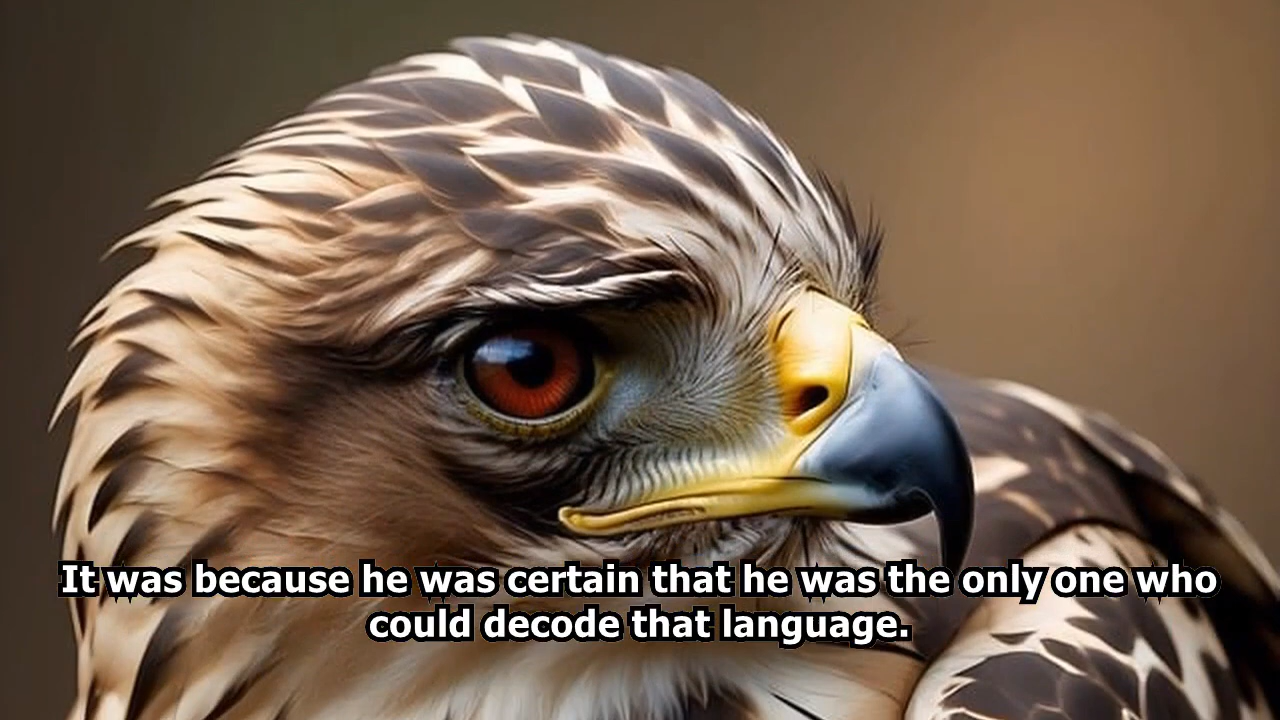 It was because he was certain that he was the only one who
could decode that language.